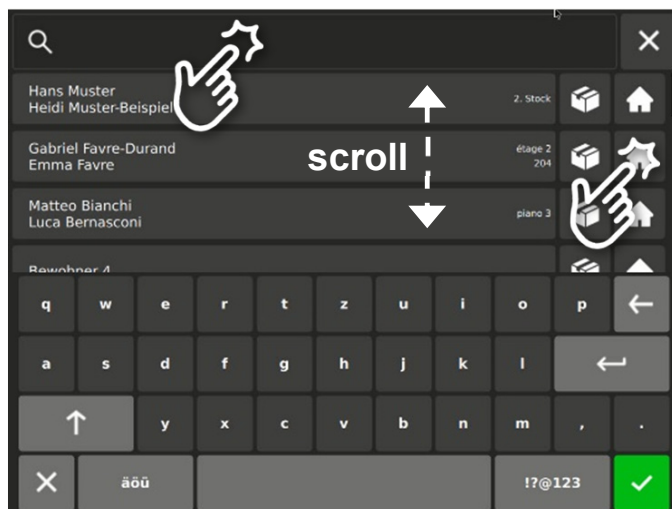 Hans Muster
Heidi Muster-Beispiel
2. Stock
Gabriel Favre-Durand
Emma Favre
étage 2
204
scroll
Matteo Bianchi
Luca Bernasconi
piano 3
Bewohner 4
q w e r t z u i o p
a s d f g h j k l
y x c v b n m , .
äöü !?@123